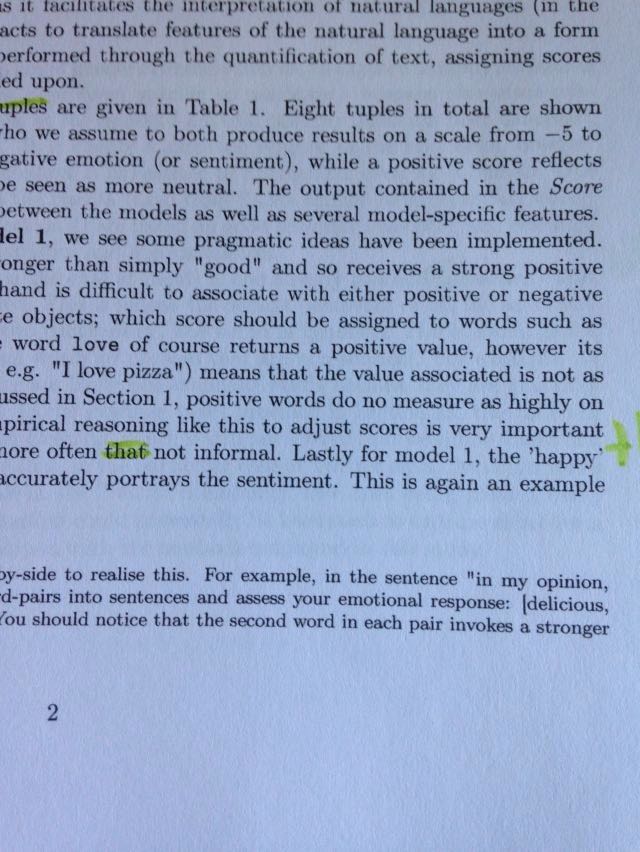 as it facilitates the interpretation of natural languages (in the
acts to translate features of the natural language into a form
performed through the quantification of text, assigning scores
ed upon.
uples are given in Table 1. Eight tuples in total are shown
who we assume to both produce results on a scale from −5 to
gative emotion (or sentiment), while a positive score reflects
be seen as more neutral. The output contained in the Score
between the models as well as several model-specific features.
del 1, we see some pragmatic ideas have been implemented.
onger than simply "good" and so receives a strong positive
hand is difficult to associate with either positive or negative
te objects; which score should be assigned to words such as
word love of course returns a positive value, however its
e.g. "I love pizza") means that the value associated is not as
ussed in Section 1, positive words do no measure as highly on
mpirical reasoning like this to adjust scores is very important
more often that not informal. Lastly for model 1, the 'happy'
accurately portrays the sentiment. This is again an example
by-side to realise this. For example, in the sentence "in my opinion,
rd-pairs into sentences and assess your emotional response: [delicious,
You should notice that the second word in each pair invokes a stronger
2